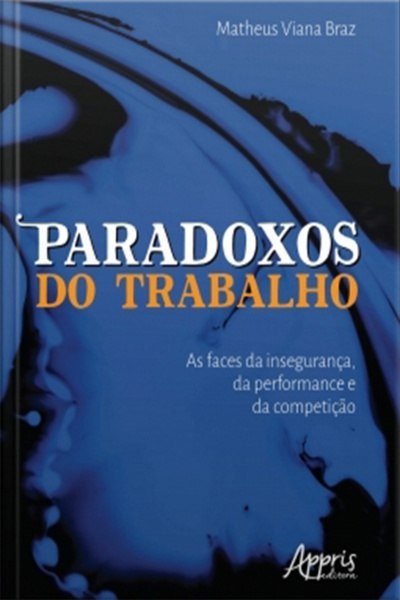 Matheus Viana Braz
PARADOXOS
DO TRABALHO
As faces da insegurança,
da performance e
da competição
Appris
editora